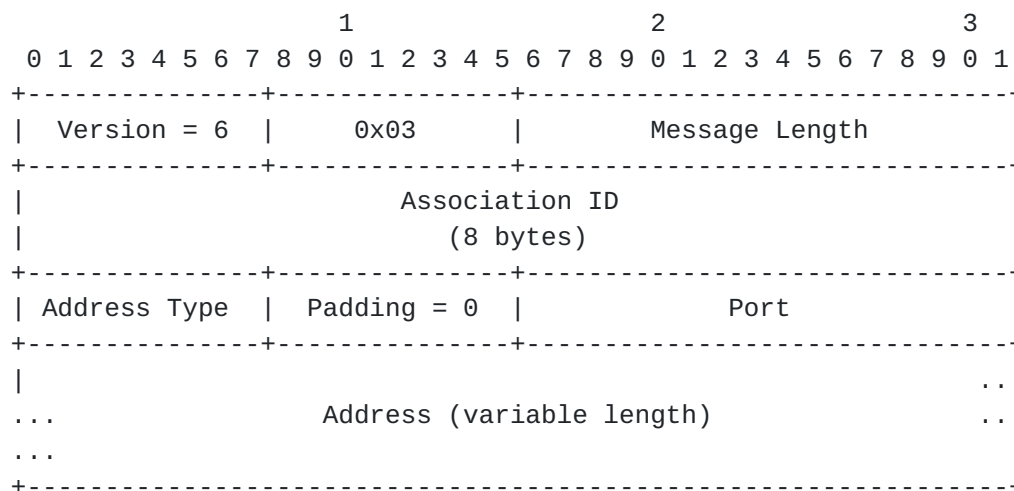 1                   2                   3
 0 1 2 3 4 5 6 7 8 9 0 1 2 3 4 5 6 7 8 9 0 1 2 3 4 5 6 7 8 9 0 1
+---------------+---------------+-------------------------------+
|  Version = 6  |     0x03      |        Message Length
+---------------+---------------+-------------------------------+
|                        Association ID
|                           (8 bytes)
+---------------+---------------+-------------------------------+
| Address Type  |  Padding = 0  |             Port
+---------------+---------------+-------------------------------+
|                                                             ..
...                 Address (variable length)                 ..
...
+---------------------------------------------------------------+